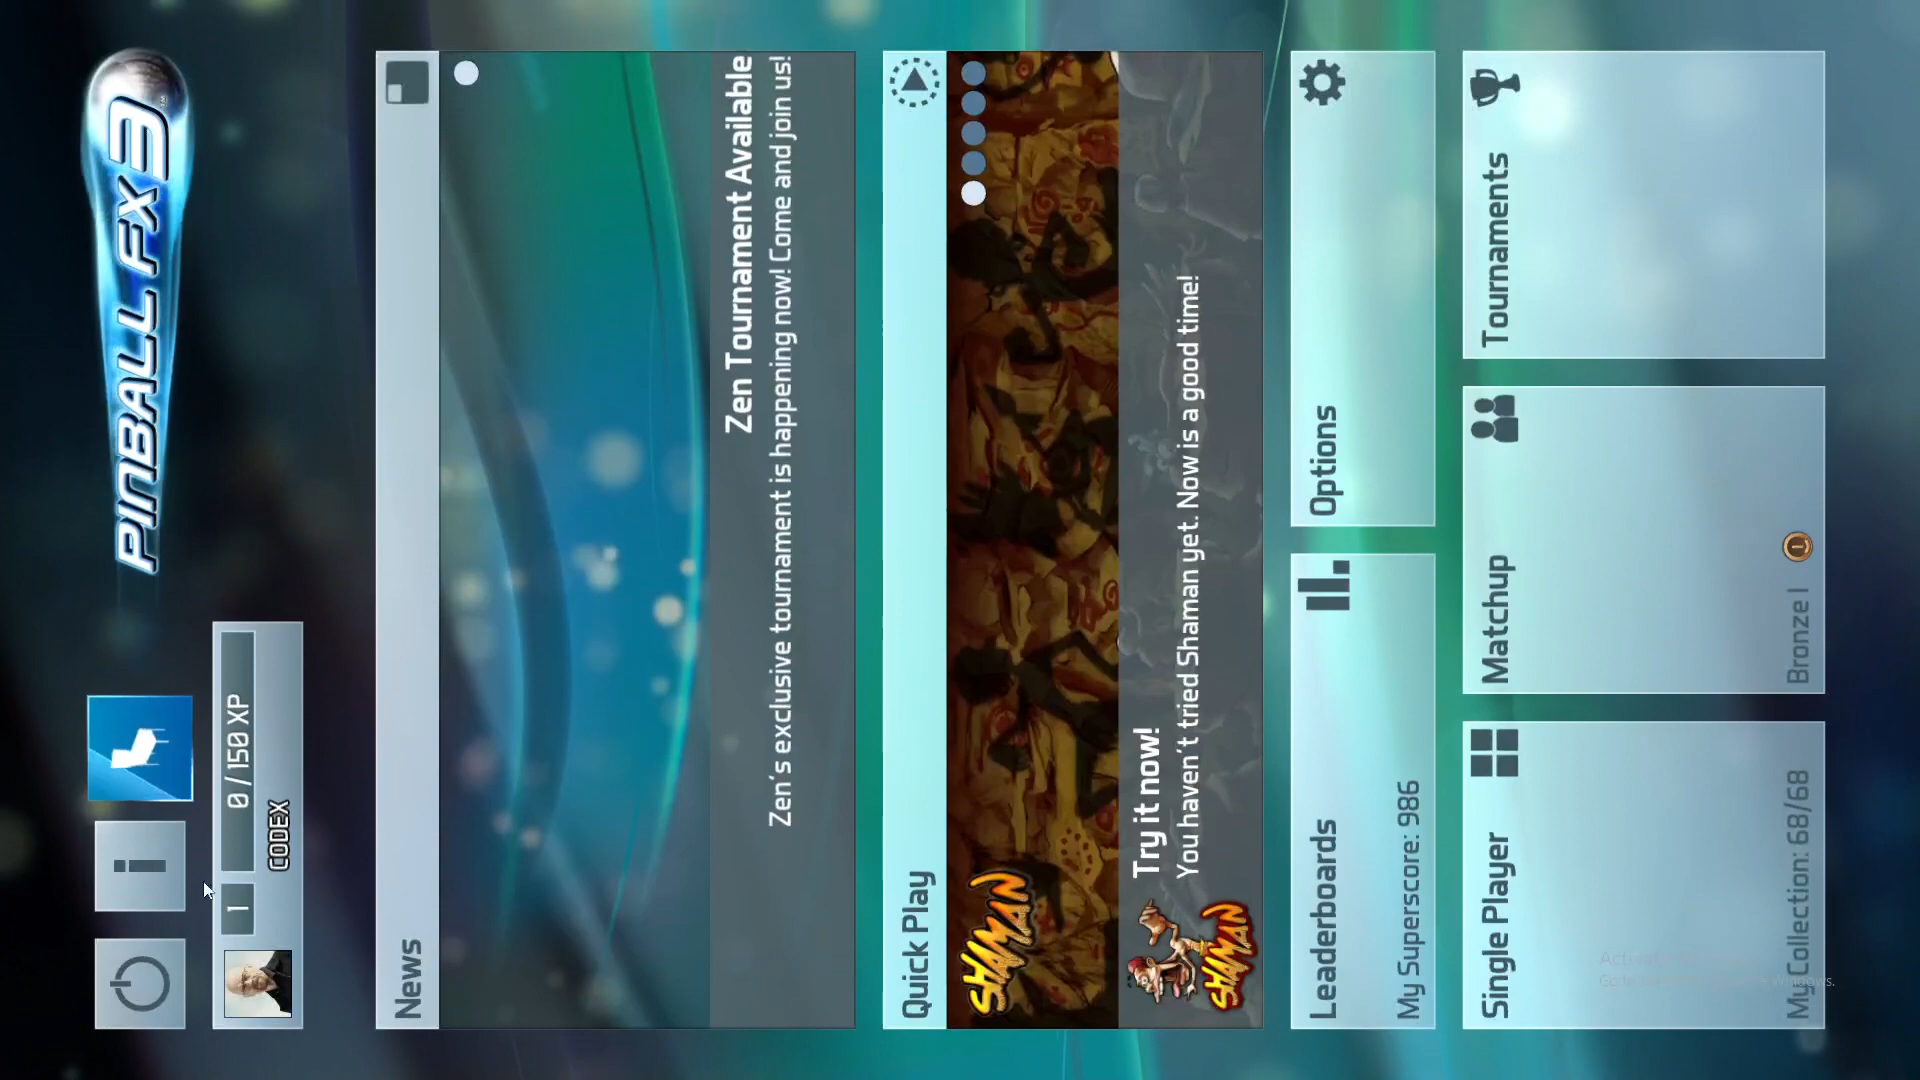 PINBALL FX3™
1
0 / 150 XP
CODEX
News
Zen Tournament Available
Zen's exclusive tournament is happening now! Come and join us!
Quick Play
SHAMAN
SHAMAN
Try it now!
You haven't tried Shaman yet. Now is a good time!
Leaderboards
My Superscore: 986
Options
Single Player
My Collection: 68/68
Matchup
Bronze I
I
Tournaments